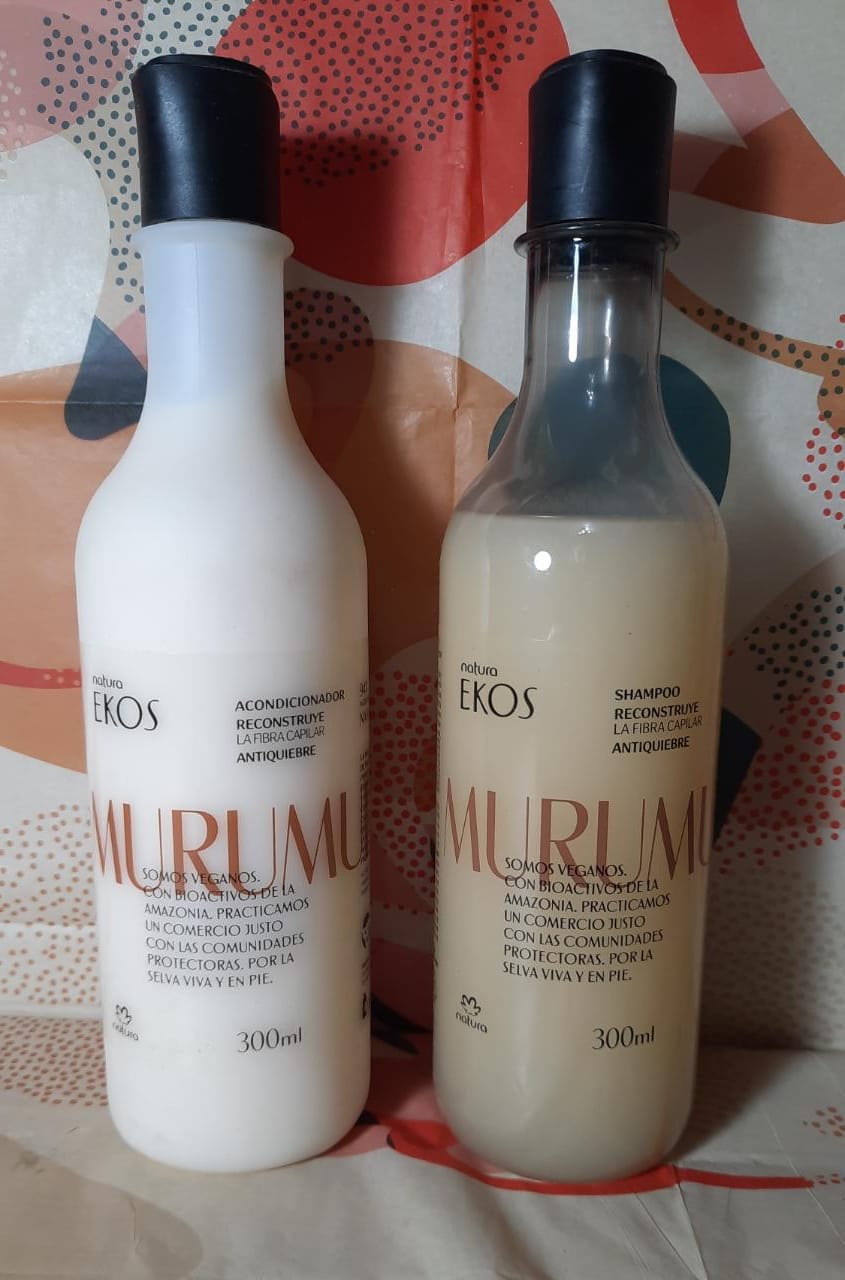 natura
EKOS
ACONDICIONADOR
RECONSTRUYE
LA FIBRA CAPILAR
ANTIQUIEBRE
MURUMU
SOMOS VEGANOS.
CON BIOACTIVOS DE LA
AMAZONIA. PRACTICAMOS
UN COMERCIO JUSTO
CON LAS COMUNIDADES
PROTECTORAS. POR LA
SELVA VIVA Y EN PIE.
natura
300ml
natura
EKOS
SHAMPOO
RECONSTRUYE
LA FIBRA CAPILAR
ANTIQUIEBRE
MURUMU
SOMOS VEGANOS.
CON BIOACTIVOS DE LA
AMAZONIA. PRACTICAMOS
UN COMERCIO JUSTO
CON LAS COMUNIDADES
PROTECTORAS. POR LA
SELVA VIVA Y EN PIE.
natura
300ml